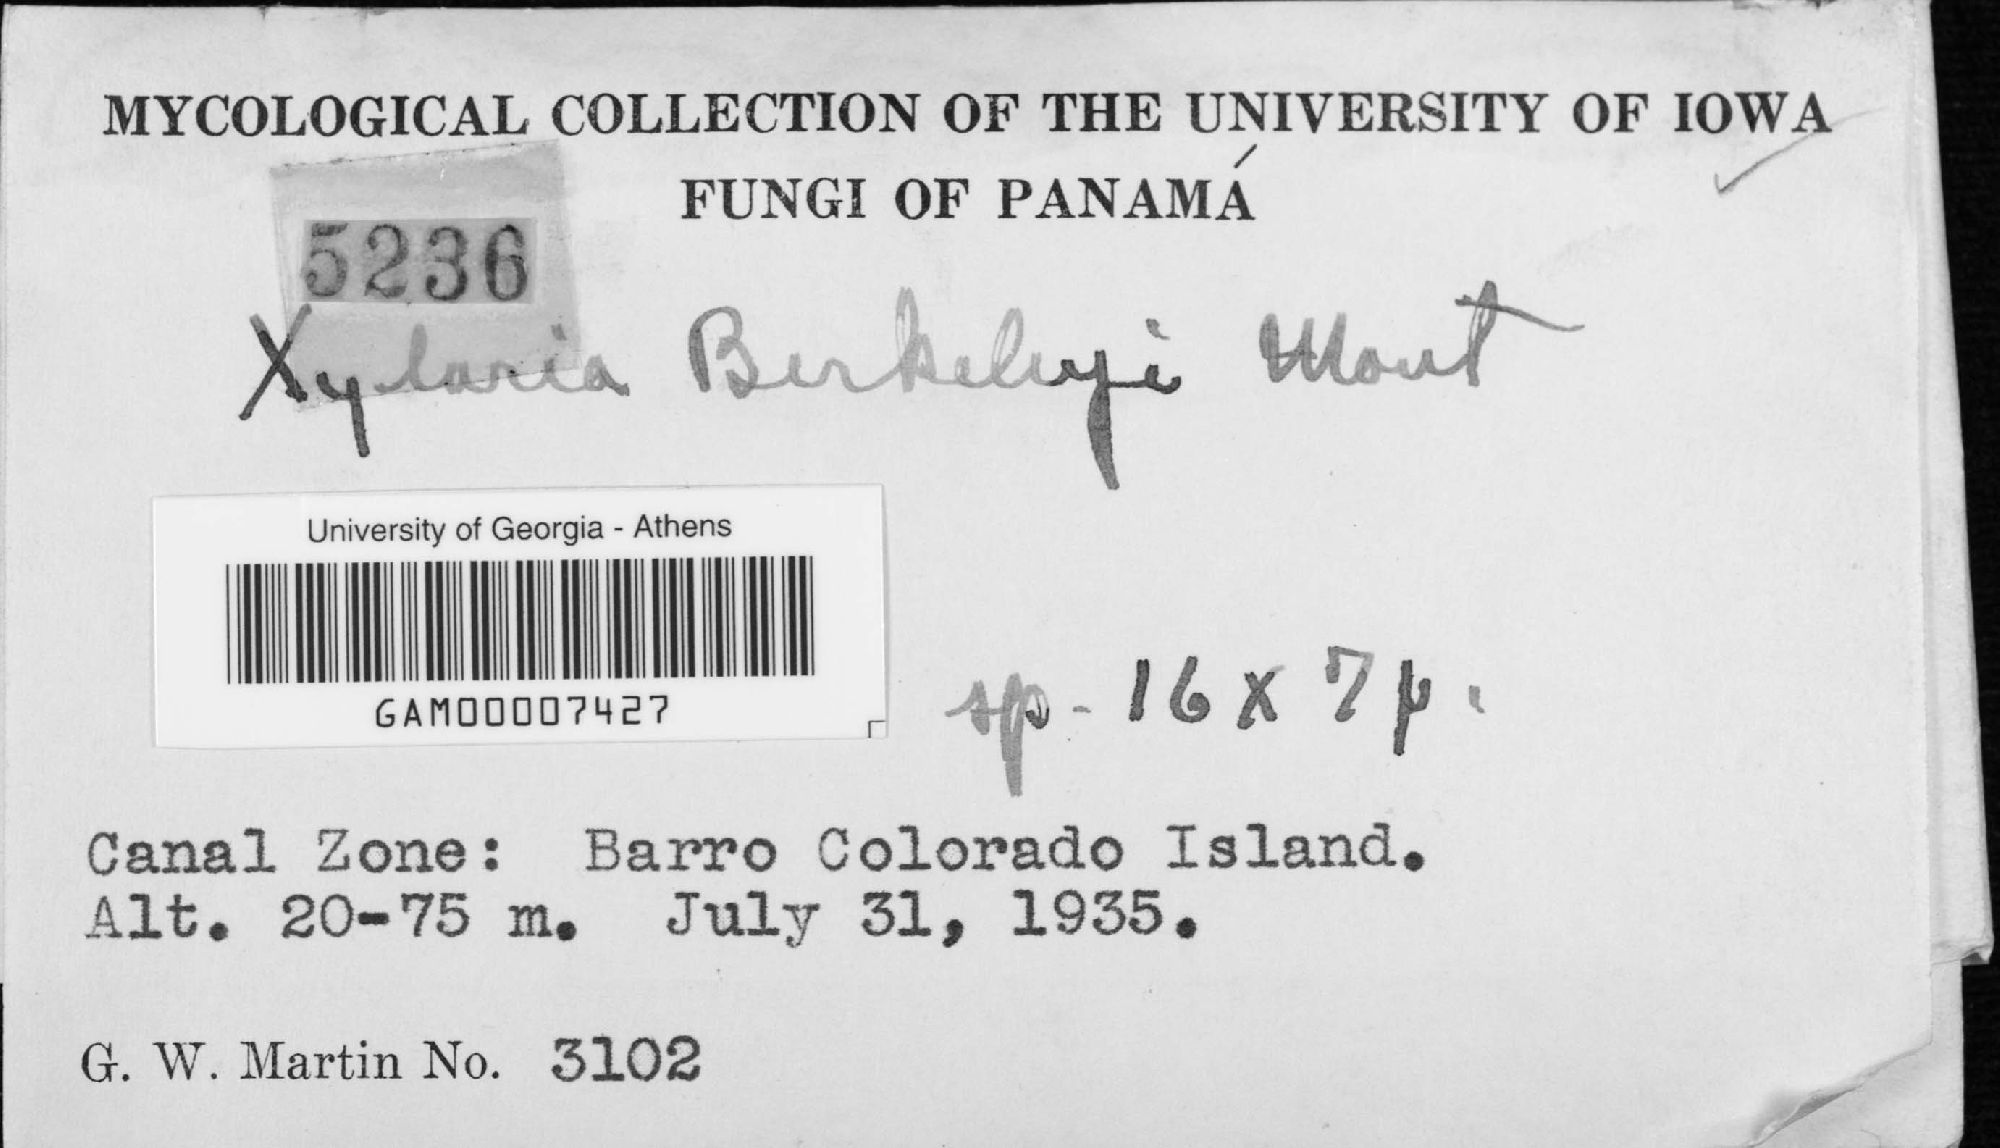 MYCOLOGICAL COLLECTION OF THE UNIVERSITY OF IOWA
FUNGI OF PANAMÁ
5236
Xylaria Berkeleyi Mont
University of Georgia - Athens
GAM00007427
sp - 16 x 7 µ.
Canal Zone: Barro Colorado Island.
Alt. 20-75 m. July 31, 1935.
G. W. Martin No. 3102